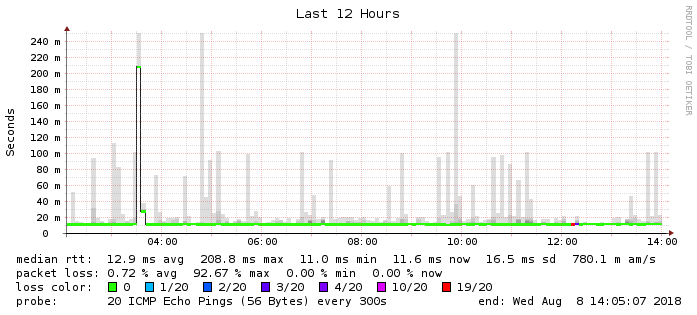 Last 12 Hours
RRDTOOL / TOBI OETIKER
Seconds
240 m
220 m
200 m
180 m
160 m
140 m
120 m
100 m
80 m
60 m
40 m
20 m
0
04:00 06:00 08:00 10:00 12:00 14:00
median rtt: 12.9 ms avg 208.8 ms max 11.0 ms min 11.6 ms now 16.5 ms sd 780.1 m am/s
packet loss: 0.72 % avg 92.67 % max 0.00 % min 0.00 % now
loss color: 0 1/20 2/20 3/20 4/20 10/20 19/20
probe: 20 ICMP Echo Pings (56 Bytes) every 300s end: Wed Aug 8 14:05:07 2018